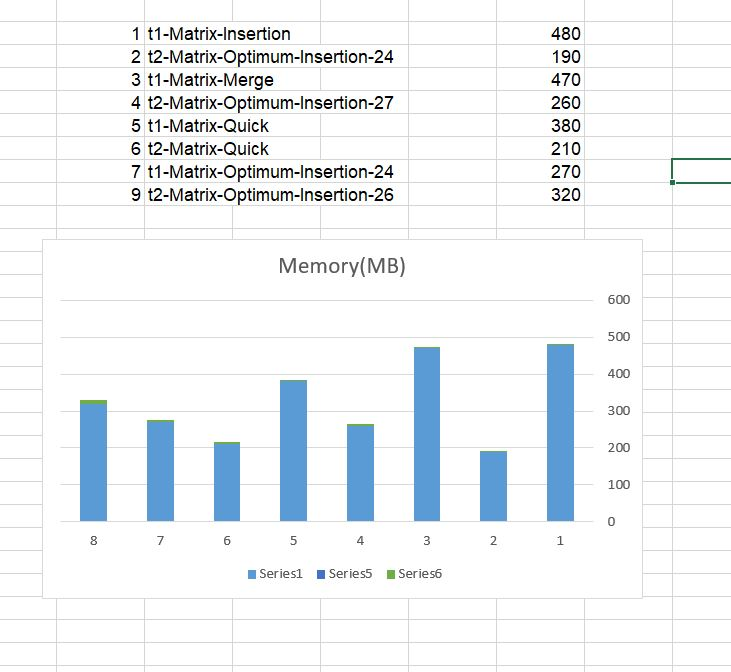 1 t1-Matrix-Insertion 480
2 t2-Matrix-Optimum-Insertion-24 190
3 t1-Matrix-Merge 470
4 t2-Matrix-Optimum-Insertion-27 260
5 t1-Matrix-Quick 380
6 t2-Matrix-Quick 210
7 t1-Matrix-Optimum-Insertion-24 270
9 t2-Matrix-Optimum-Insertion-26 320
Memory(MB)
600
500
400
300
200
100
0
8 7 6 5 4 3 2 1
Series1 Series5 Series6